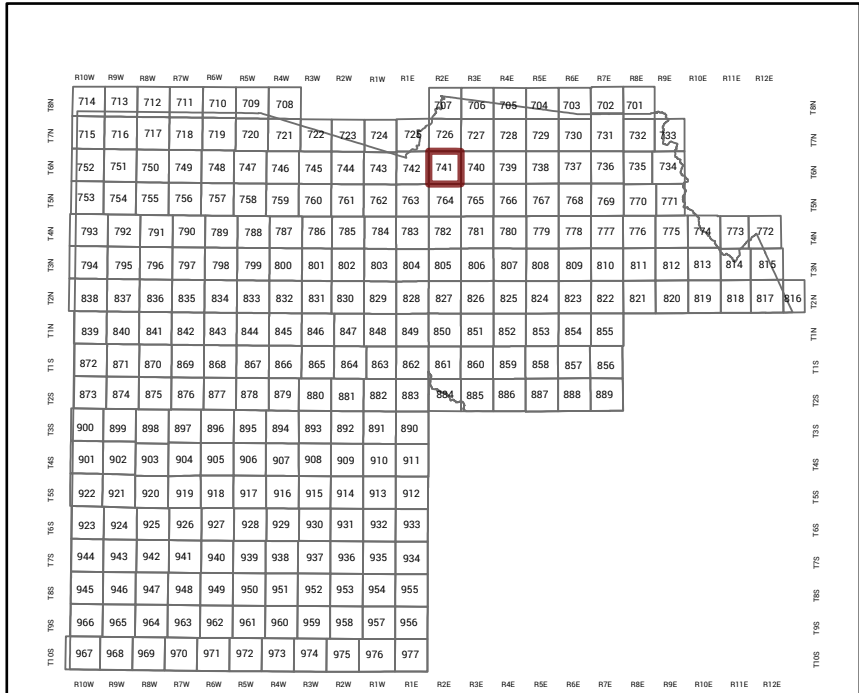 R10W R9W R8W R7W R6W R5W R4W R3W R2W R1W R1E R2E R3E R4E R5E R6E R7E R8E R9E R10E R11E R12E
T8N 714 713 712 711 710 709 708 707 706 705 704 703 702 701 T8N
T7N 715 716 717 718 719 720 721 722 723 724 725 726 727 728 729 730 731 732 733 T7N
T6N 752 751 750 749 748 747 746 745 744 743 742 741 740 739 738 737 736 735 734 T6N
T5N 753 754 755 756 757 758 759 760 761 762 763 764 765 766 767 768 769 770 771 T5N
T4N 793 792 791 790 789 788 787 786 785 784 783 782 781 780 779 778 777 776 775 774 773 772 T4N
T3N 794 795 796 797 798 799 800 801 802 803 804 805 806 807 808 809 810 811 812 813 814 815 T3N
T2N 838 837 836 835 834 833 832 831 830 829 828 827 826 825 824 823 822 821 820 819 818 817 816 T2N
T1N 839 840 841 842 843 844 845 846 847 848 849 850 851 852 853 854 855 T1N
T1S 872 871 870 869 868 867 866 865 864 863 862 861 860 859 858 857 856 T1S
T2S 873 874 875 876 877 878 879 880 881 882 883 884 885 886 887 888 889 T2S
T3S 900 899 898 897 896 895 894 893 892 891 890 T3S
T4S 901 902 903 904 905 906 907 908 909 910 911 T4S
T5S 922 921 920 919 918 917 916 915 914 913 912 T5S
T6S 923 924 925 926 927 928 929 930 931 932 933 T6S
T7S 944 943 942 941 940 939 938 937 936 935 934 T7S
T8S 945 946 947 948 949 950 951 952 953 954 955 T8S
T9S 966 965 964 963 962 961 960 959 958 957 956 T9S
T10S 967 968 969 970 971 972 973 974 975 976 977 T10S
R10W R9W R8W R7W R6W R5W R4W R3W R2W R1W R1E R2E R3E R4E R5E R6E R7E R8E R9E R10E R11E R12E